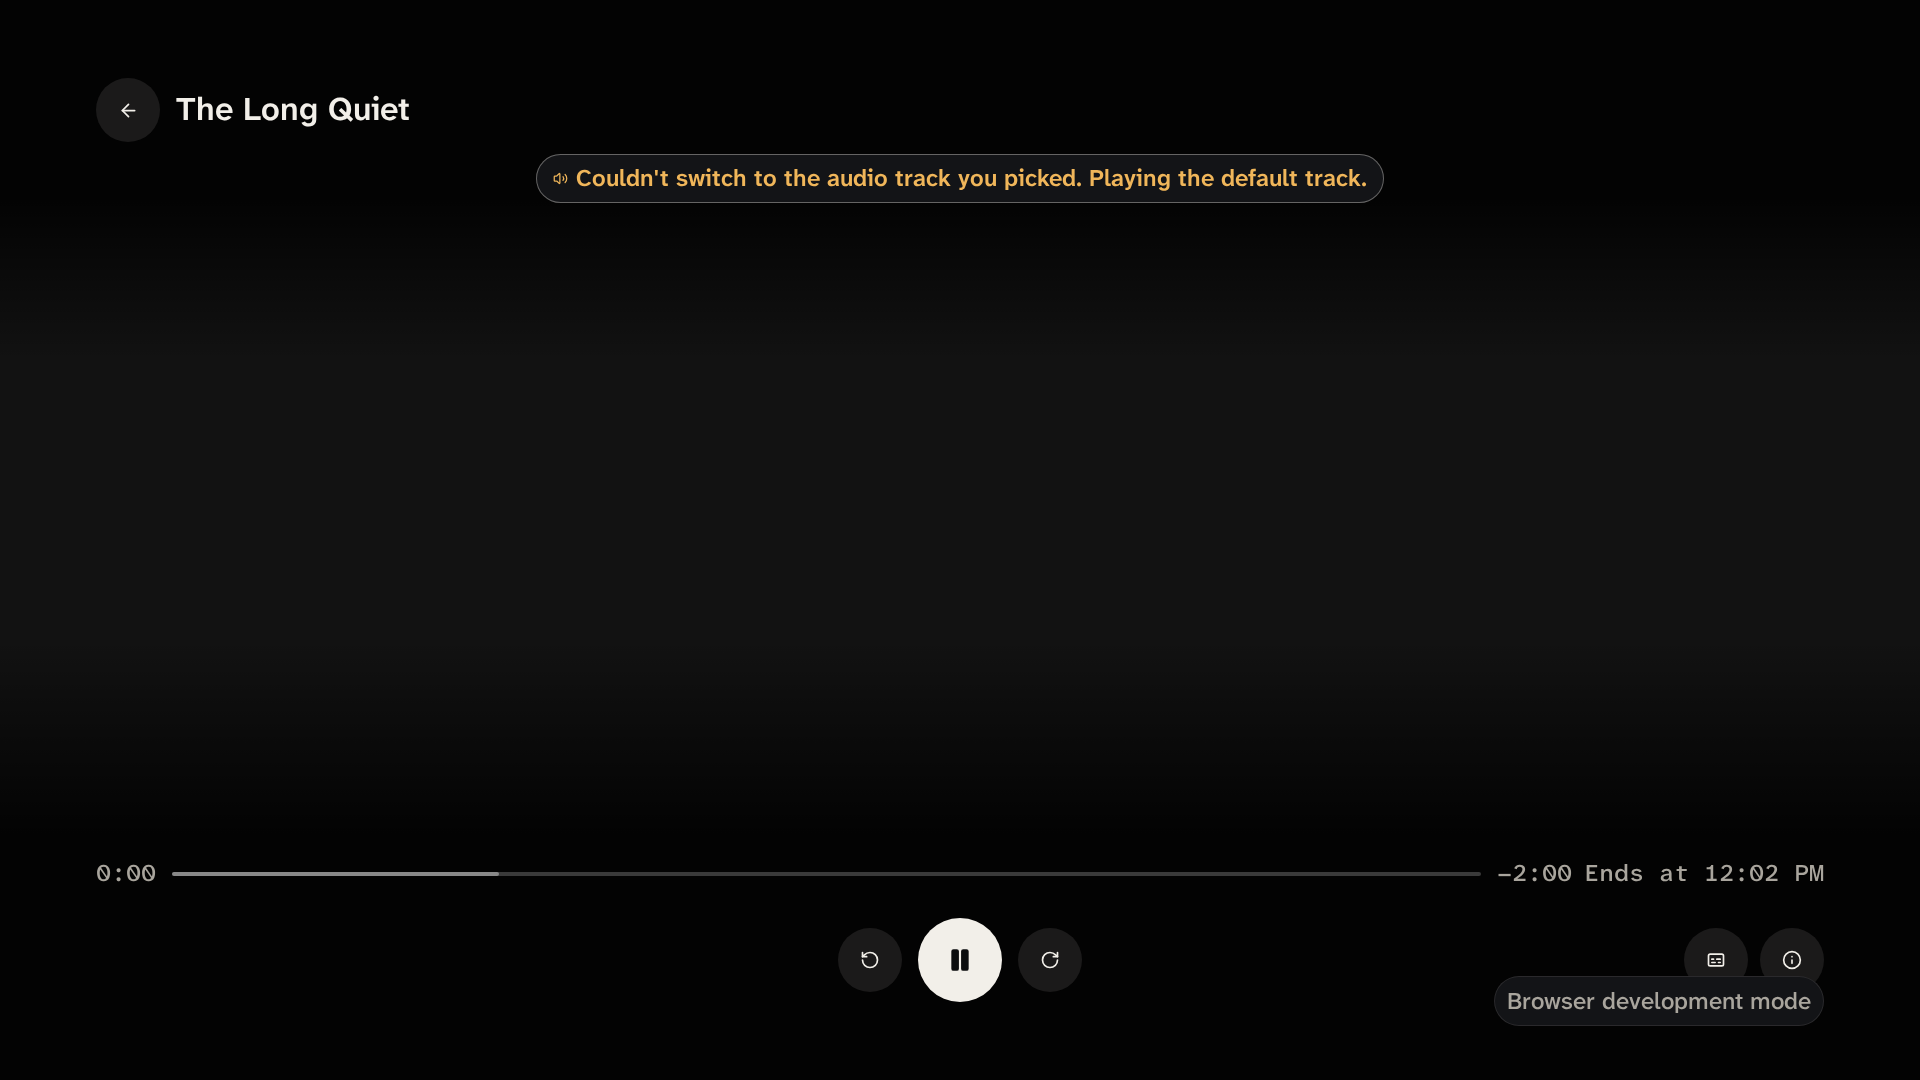 The Long Quiet
Couldn't switch to the audio track you picked. Playing the default track.
0:00
−2:00 Ends at 12:02 PM
Browser development mode